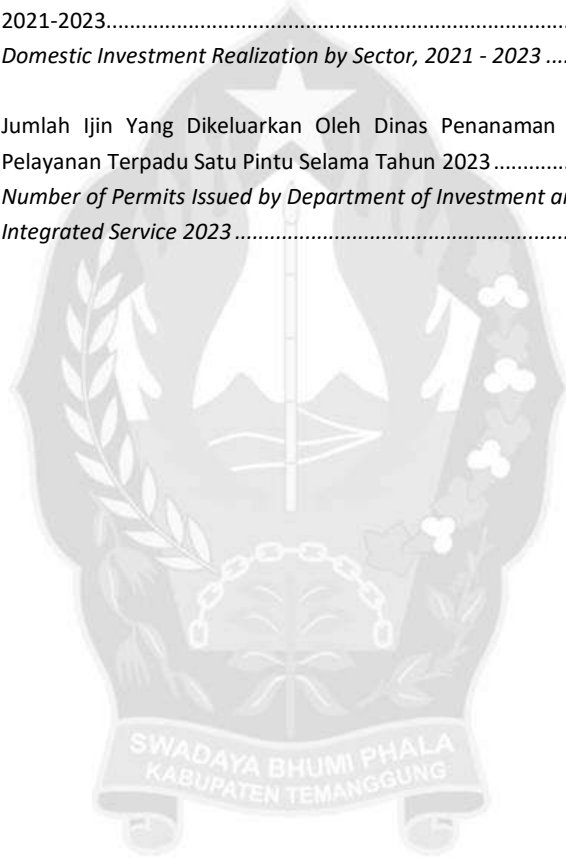 2021-2023..............................................................................
Domestic Investment Realization by Sector, 2021 - 2023 ....
Jumlah Ijin Yang Dikeluarkan Oleh Dinas Penanaman
Pelayanan Terpadu Satu Pintu Selama Tahun 2023.............
Number of Permits Issued by Department of Investment a
Integrated Service 2023..........................................................
SWADAYA BHUMI PHALA
KABUPATEN TEMANGGUNG